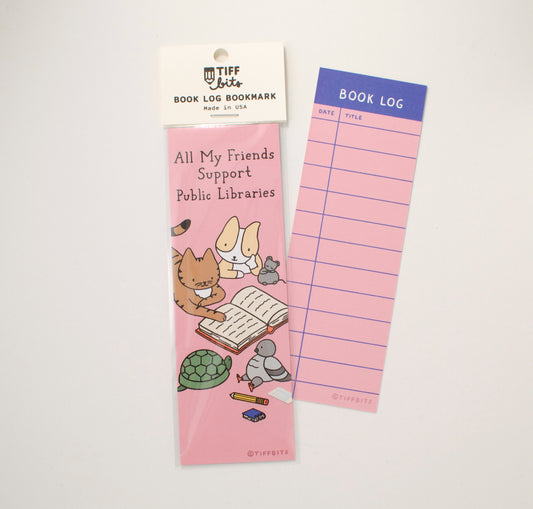 TIFF
bits
BOOK LOG BOOKMARK
Made in USA
All My Friends
Support
Public Libraries
©TIFFBITS
BOOK LOG
DATE TITLE
©TIFFBITS